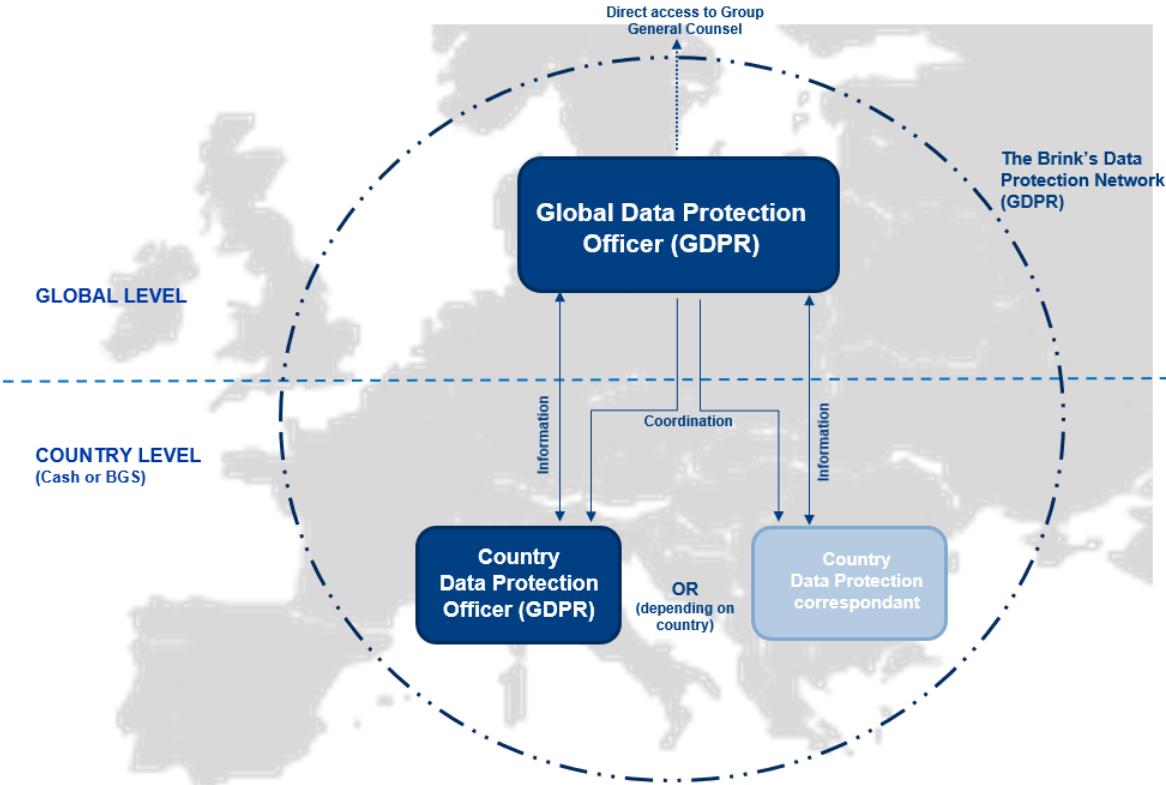 Direct access to Group
General Counsel
The Brink's Data
Protection Network
(GDPR)
Global Data Protection
Officer (GDPR)
GLOBAL LEVEL
COUNTRY LEVEL
(Cash or BGS)
Information
Coordination
Information
Country
Data Protection
Officer (GDPR)
OR
(depending on
country)
Country
Data Protection
correspondant